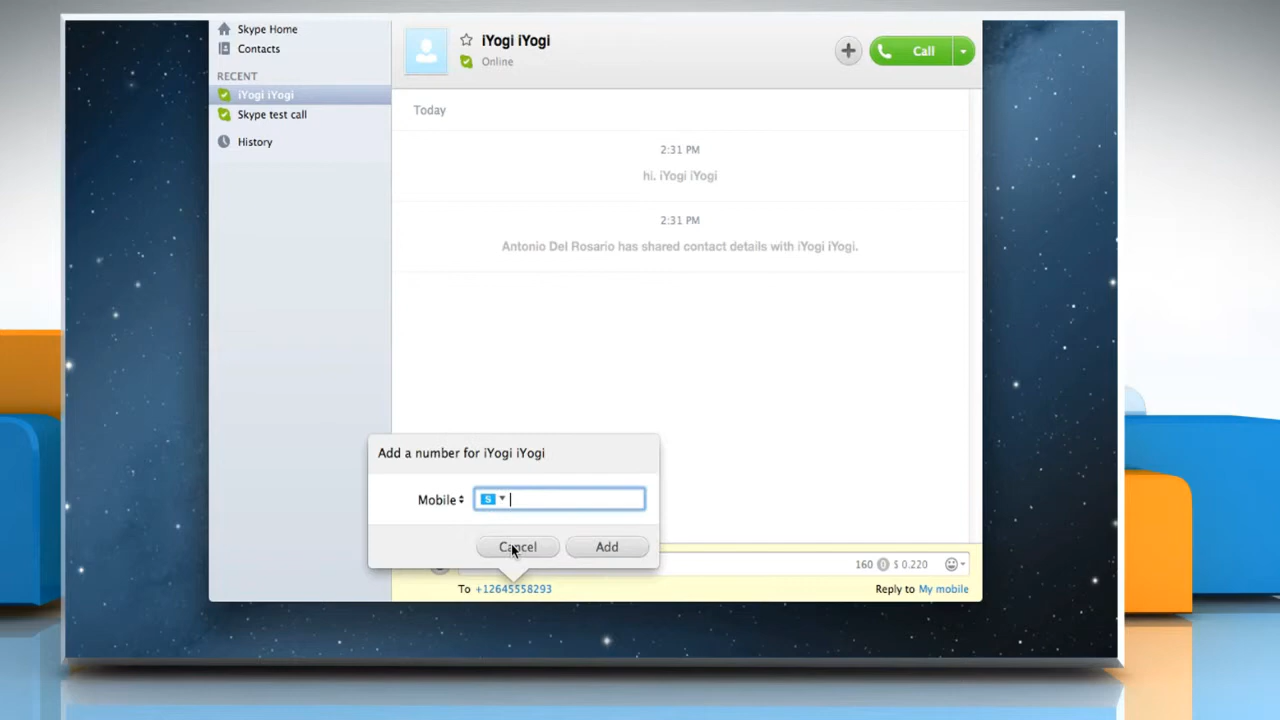 Skype Home
Contacts
RECENT
iYogi iYogi
Skype test call
History
iYogi iYogi
Online
Call
Today
2:31 PM
hi. iYogi iYogi
2:31 PM
Antonio Del Rosario has shared contact details with iYogi iYogi.
Add a number for iYogi iYogi
Mobile
S
Cancel
Add
160 $ 0.220
To +12645558293
Reply to My mobile